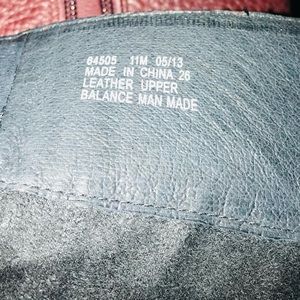 64505 11M 05/13
MADE IN CHINA 26
LEATHER UPPER
BALANCE MAN MADE